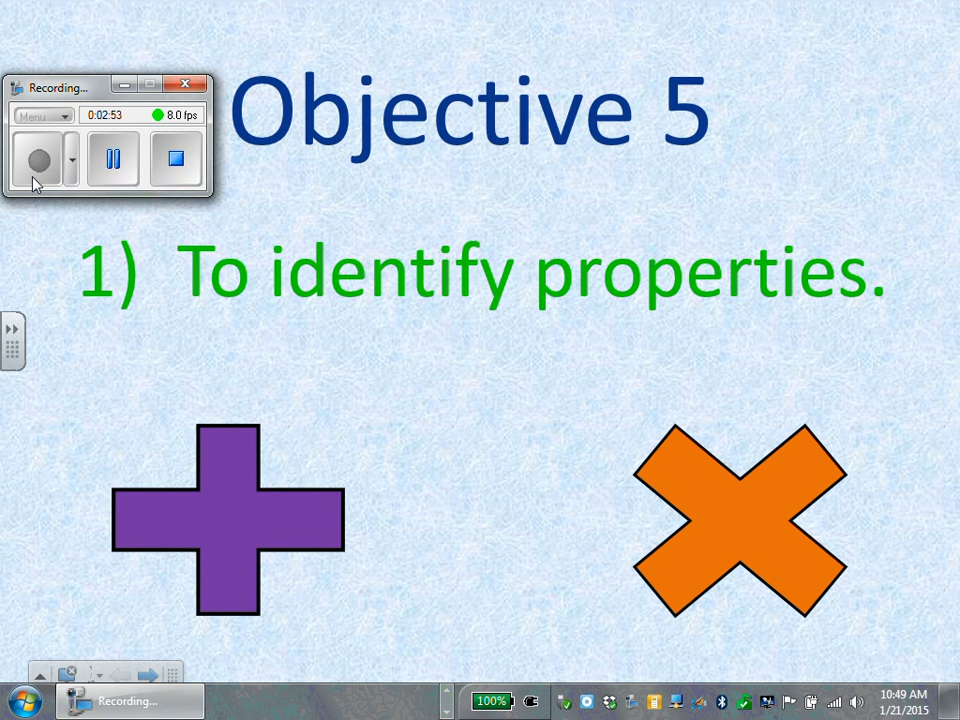 Objective 5
Recording...
Menu
0:02:53
8.0 fps
1) To identify properties.
Recording...
100%
10:49 AM
1/21/2015